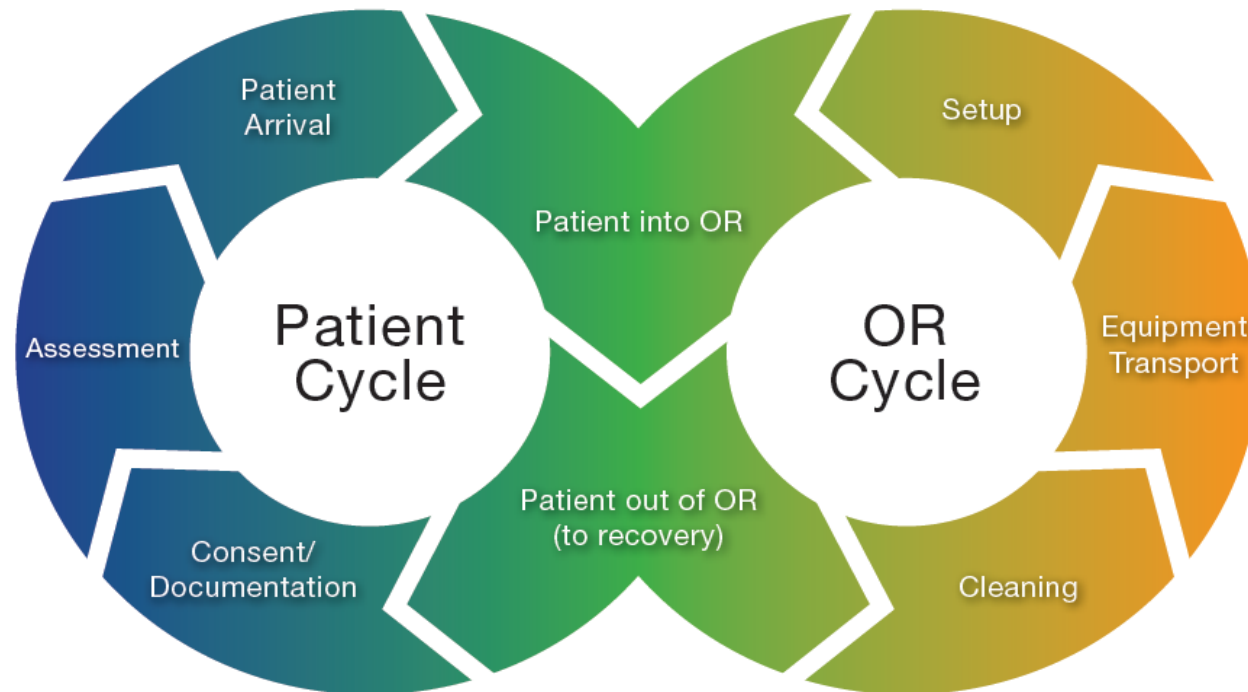 Patient
Arrival
Setup
Patient into OR
Assessment
Patient
Cycle
OR
Cycle
Equipment
Transport
Consent/
Documentation
Patient out of OR
(to recovery)
Cleaning